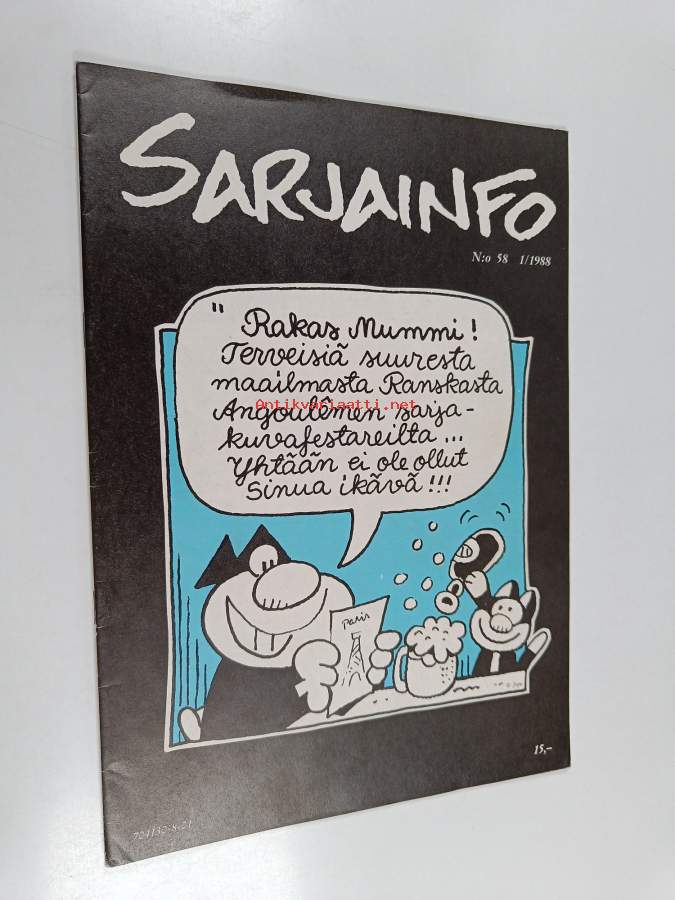 SARJAINFO
N:o 58 1/1988
" Rakas Mummi !
Terveisiä suuresta
maailmasta Ranskasta
Angoulêmen sarja-
kuvafestareilta ...
Yhtään ei ole ollut
Sinua ikävä !!!
Antikvariaatti.net
Paris
15,-